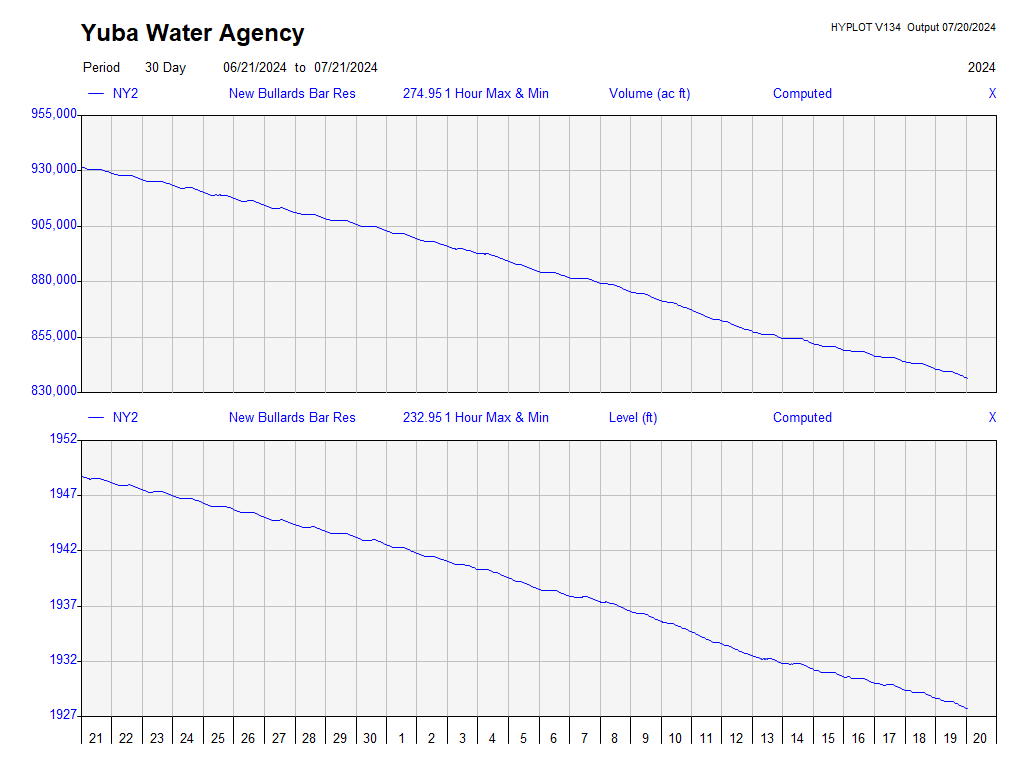 Yuba Water Agency
HYPLOT V134 Output 07/20/2024
Period 30 Day 06/21/2024 to 07/21/2024 2024
NY2 New Bullards Bar Res 274.95 1 Hour Max & Min Volume (ac ft) Computed X
955,000
930,000
905,000
880,000
855,000
830,000
NY2 New Bullards Bar Res 232.95 1 Hour Max & Min Level (ft) Computed X
1952
1947
1942
1937
1932
1927
21 22 23 24 25 26 27 28 29 30 1 2 3 4 5 6 7 8 9 10 11 12 13 14 15 16 17 18 19 20